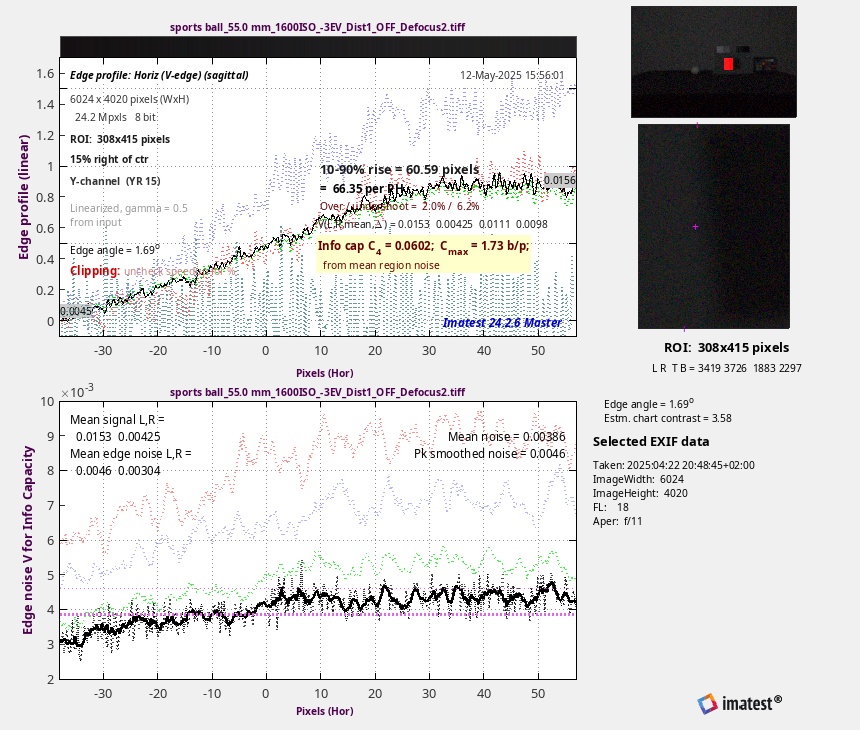 sports ball_55.0 mm_1600ISO_-3EV_Dist1_OFF_Defocus2.tiff
Edge profile: Horiz (V-edge) (sagittal)
12-May-2025 15:56:01
6024 x 4020 pixels (WxH)
24.2 Mpxls 8 bit
ROI: 308x415 pixels
15% right of ctr
Y-channel (YR 15)
Linearized, gamma = 0.5
from input
Edge angle = 1.69º
Clipping: uncheck speedup for %
10-90% rise = 60.59 pixels
= 66.35 per PH
Over / undershoot = 2.0% / 6.2%
V(L,R,mean,Δ) = 0.0153 0.00425 0.0111 0.0098
Info cap C4 = 0.0602; Cmax = 1.73 b/p;
from mean region noise
0.0156
0.0045
Imatest 24.2.6 Master
Edge profile (linear)
1.6
1.4
1.2
1
0.8
0.6
0.4
0.2
0
-30 -20 -10 0 10 20 30 40 50
Pixels (Hor)
sports ball_55.0 mm_1600ISO_-3EV_Dist1_OFF_Defocus2.tiff
×10-3
Mean signal L,R =
0.0153 0.00425
Mean edge noise L,R =
0.0046 0.00304
Mean noise = 0.00386
Pk smoothed noise = 0.0046
Edge noise V for Info Capacity
10
9
8
7
6
5
4
3
2
-30 -20 -10 0 10 20 30 40 50
Pixels (Hor)
ROI: 308x415 pixels
L R T B = 3419 3726 1883 2297
Edge angle = 1.69º
Estm. chart contrast = 3.58
Selected EXIF data
Taken: 2025:04:22 20:48:45+02:00
ImageWidth: 6024
ImageHeight: 4020
FL: 18
Aper: f/11
imatest®